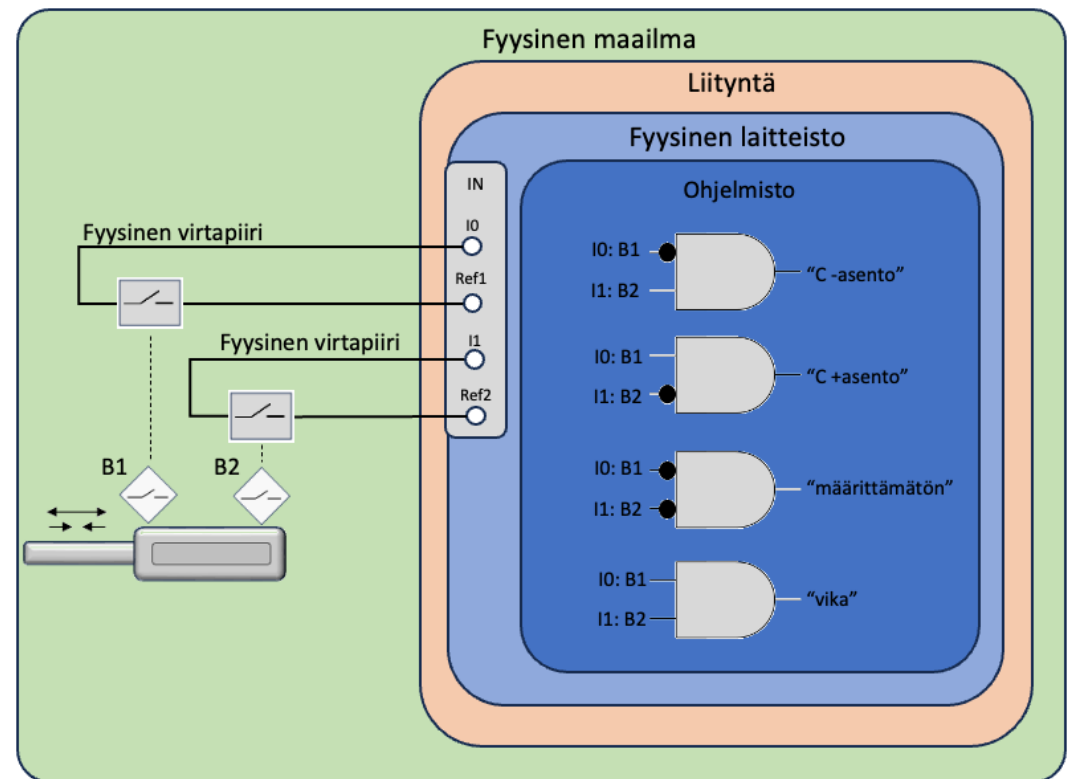 Fyysinen maailma
Liityntä
Fyysinen laitteisto
Ohjelmisto
IN
I0
Ref1
I1
Ref2
Fyysinen virtapiiri
Fyysinen virtapiiri
B1
B2
I0: B1
I1: B2
“C -asento”
I0: B1
I1: B2
“C +asento”
I0: B1
I1: B2
“määrittämätön”
I0: B1
I1: B2
“vika”